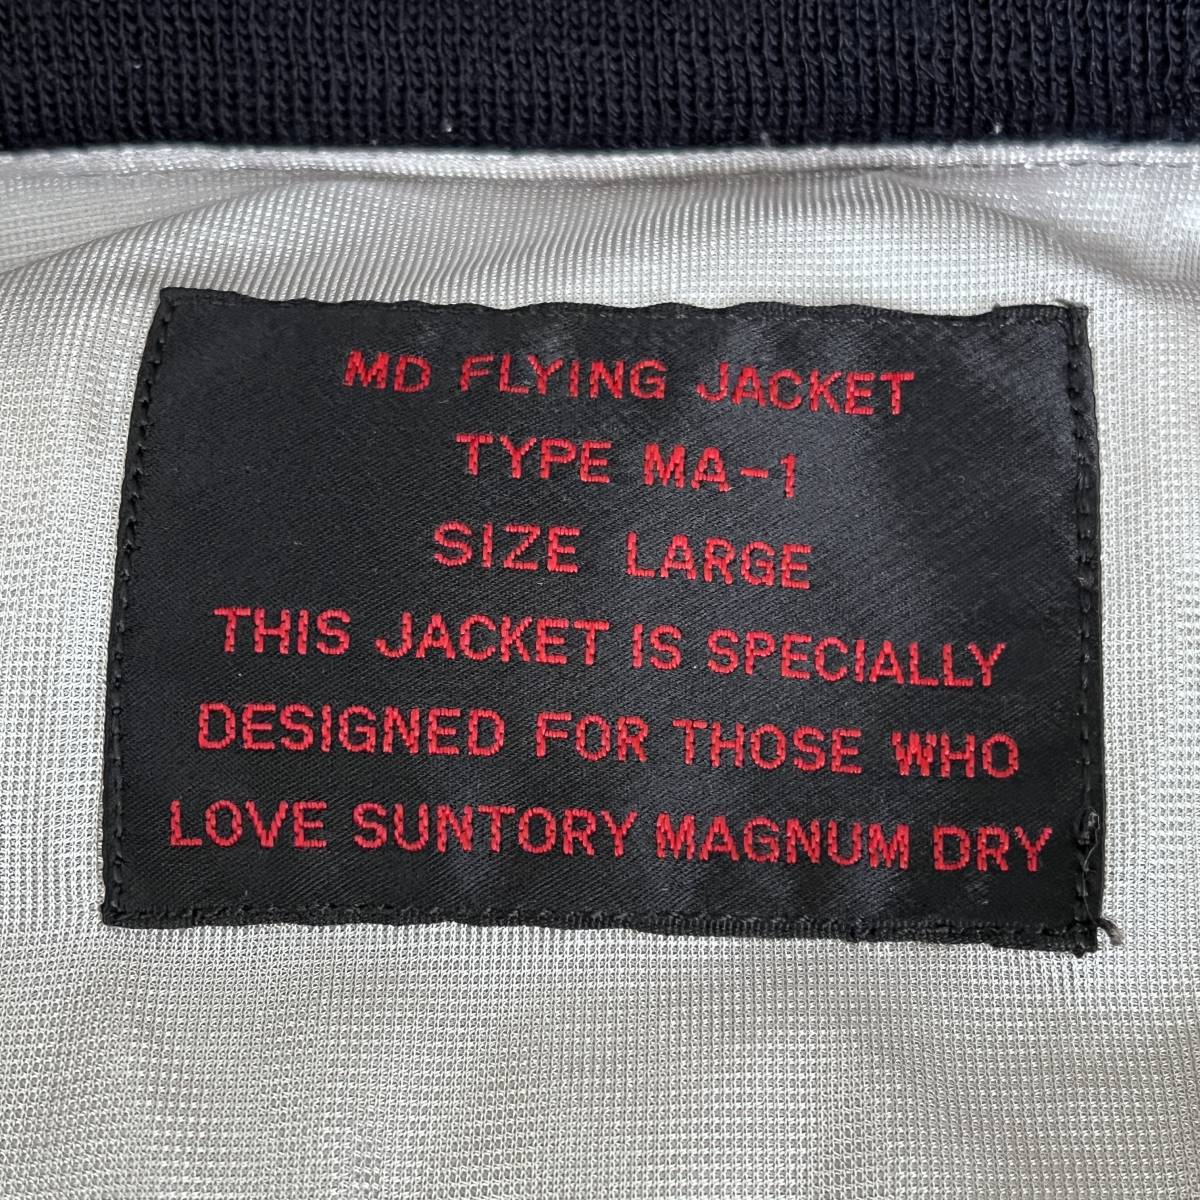 MD FLYING JACKET
TYPE MA-1
SIZE LARGE
THIS JACKET IS SPECIALLY
DESIGNED FOR THOSE WHO
LOVE SUNTORY MAGNUM DRY